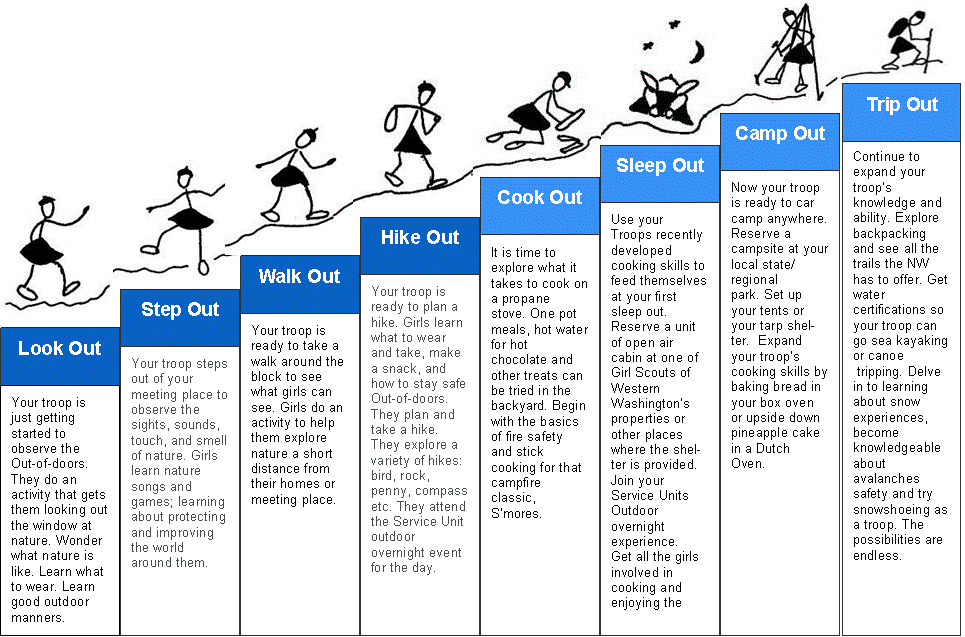 Look Out
Your troop is
just getting
started to
observe the
Out-of-doors.
They do an
activity that gets
them looking out
the window at
nature. Wonder
what nature is
like. Learn what
to wear. Learn
good outdoor
manners.
Step Out
Your troop steps
out of your
meeting place to
observe the
sights, sounds,
touch, and smell
of nature. Girls
learn nature
songs and
games; learning
about protecting
and improving
the world
around them.
Walk Out
Your troop is
ready to take a
walk around the
block to see
what girls can
see. Girls do an
activity to help
them explore
nature a short
distance from
their homes or
meeting place.
Hike Out
Your troop is
ready to plan a
hike. Girls learn
what to wear
and take, make
a snack, and
how to stay safe
Out-of-doors.
They plan and
take a hike.
They explore a
variety of hikes:
bird, rock,
penny, compass
etc. They attend
the Service Unit
outdoor
overnight event
for the day.
Cook Out
It is time to
explore what it
takes to cook on
a propane
stove. One pot
meals, hot water
for hot
chocolate and
other treats can
be tried in the
backyard. Begin
with the basics
of fire safety
and stick
cooking for that
campfire
classic,
S'mores.
Sleep Out
Use your
Troops recently
developed
cooking skills to
feed themselves
at your first
sleep out.
Reserve a unit
of open air
cabin at one of
Girl Scouts of
Western
Washington's
properties or
other places
where the shel-
ter is provided.
Join your
Service Units
Outdoor
overnight
experience.
Get all the girls
involved in
cooking and
enjoying the
Camp Out
Now your troop
is ready to car
camp anywhere.
Reserve a
campsite at your
local state/
regional
park. Set up
your tents or
your tarp shel-
ter. Expand
your troop's
cooking skills by
baking bread in
your box oven
or upside down
pineapple cake
in a Dutch
Oven.
Trip Out
Continue to
expand your
troop's
knowledge and
ability. Explore
backpacking
and see all the
trails the NW
has to offer. Get
water
certifications so
your troop can
go sea kayaking
or canoe
tripping. Delve
in to learning
about snow
experiences,
become
knowledgeable
about
avalanches
safety and try
snowshoeing as
a troop. The
possibilities are
endless.